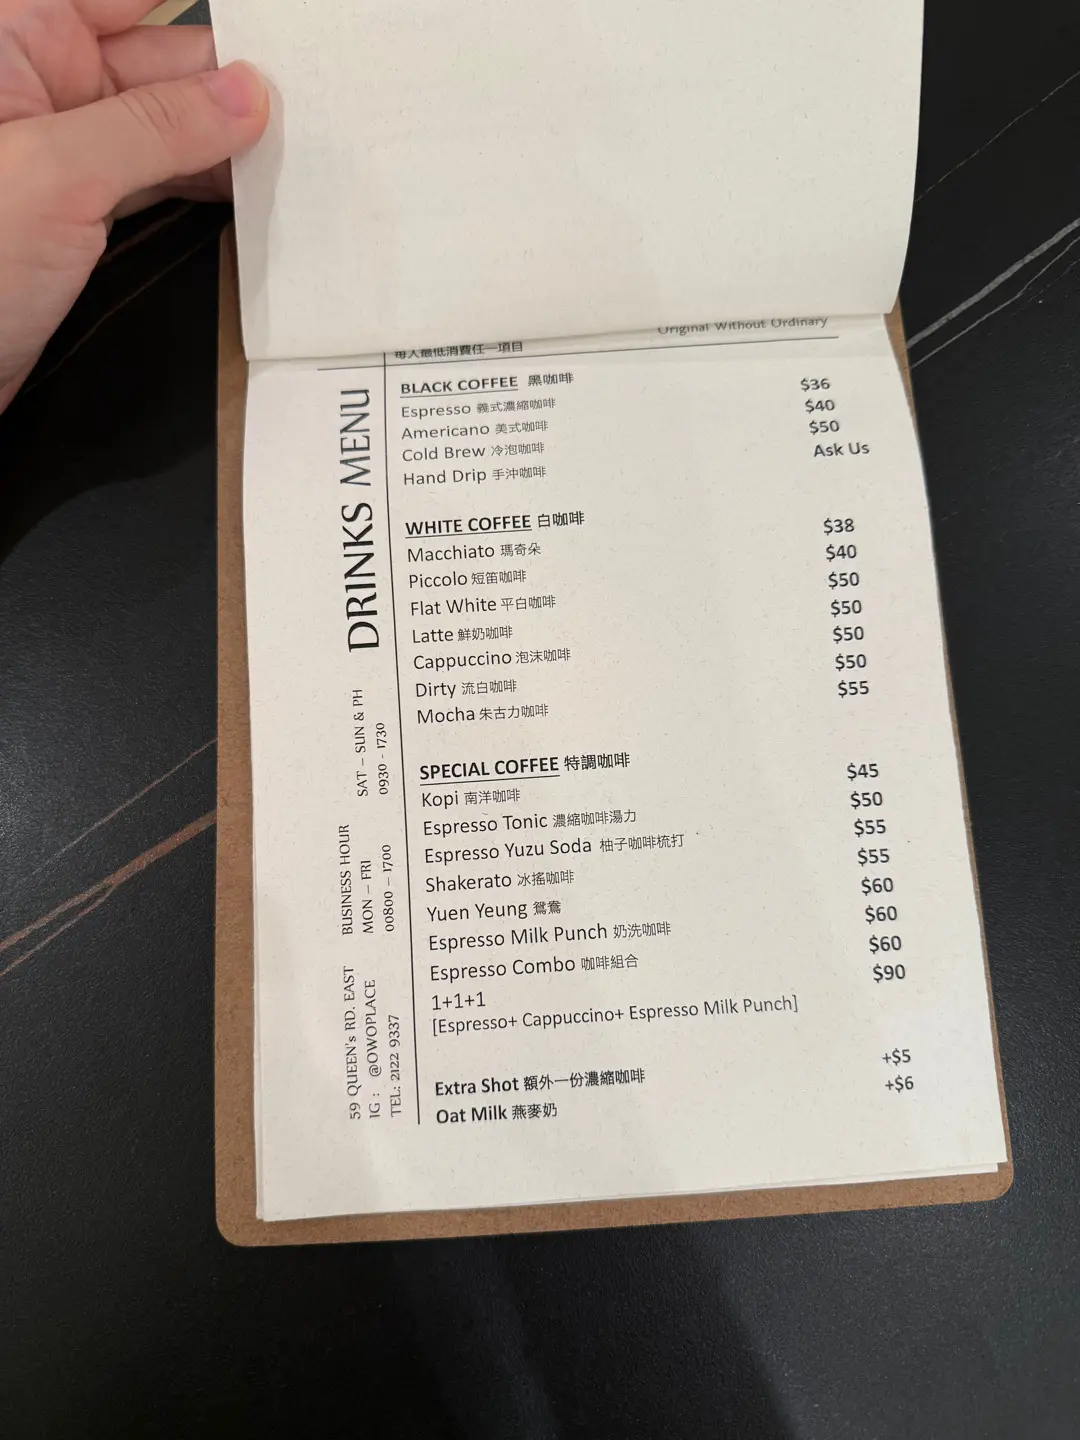 Original Without Ordinary
每人最低消費任一項目
DRINKS MENU
BUSINESS HOUR
MON – FRI
00800 – 1700
SAT – SUN & PH
0930 - 1730
59 QUEEN's RD. EAST
IG : @OWOPLACE
TEL: 2122 9337
BLACK COFFEE 黑咖啡
Espresso 義式濃縮咖啡 $36
Americano 美式咖啡 $40
Cold Brew 冷泡咖啡 $50
Hand Drip 手沖咖啡 Ask Us
WHITE COFFEE 白咖啡
Macchiato 瑪奇朵 $38
Piccolo 短笛咖啡 $40
Flat White 平白咖啡 $50
Latte 鮮奶咖啡 $50
Cappuccino 泡沫咖啡 $50
Dirty 流白咖啡 $50
Mocha 朱古力咖啡 $55
SPECIAL COFFEE 特調咖啡
Kopi 南洋咖啡 $45
Espresso Tonic 濃縮咖啡湯力 $50
Espresso Yuzu Soda 柚子咖啡梳打 $55
Shakerato 冰搖咖啡 $55
Yuen Yeung 鴛鴦 $60
Espresso Milk Punch 奶洗咖啡 $60
Espresso Combo 咖啡組合 $60
1+1+1 $90
[Espresso+ Cappuccino+ Espresso Milk Punch]
Extra Shot 額外一份濃縮咖啡 +$5
Oat Milk 燕麥奶 +$6